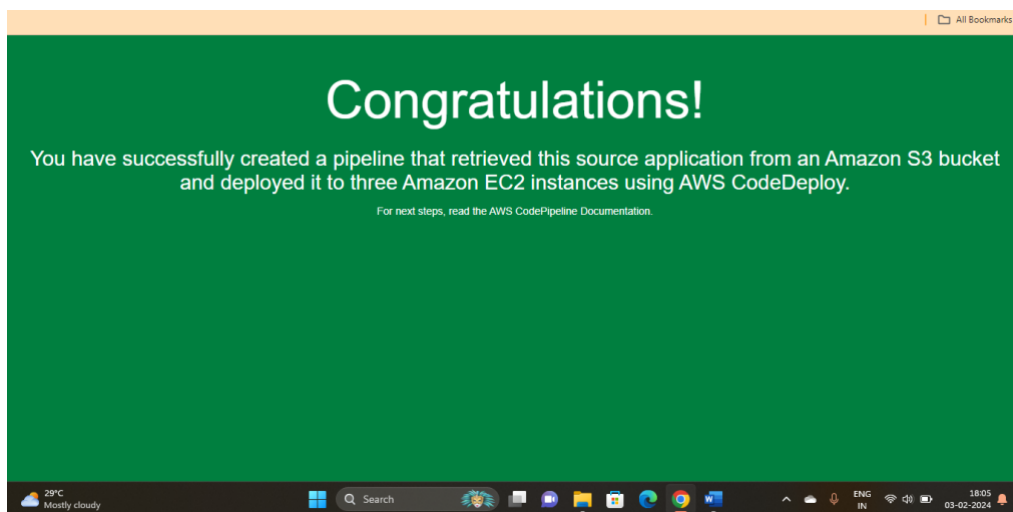 All Bookmarks
Congratulations!
You have successfully created a pipeline that retrieved this source application from an Amazon S3 bucket
and deployed it to three Amazon EC2 instances using AWS CodeDeploy.
For next steps, read the AWS CodePipeline Documentation.
29°C
Mostly cloudy
Search
ENG
IN
18:05
03-02-2024